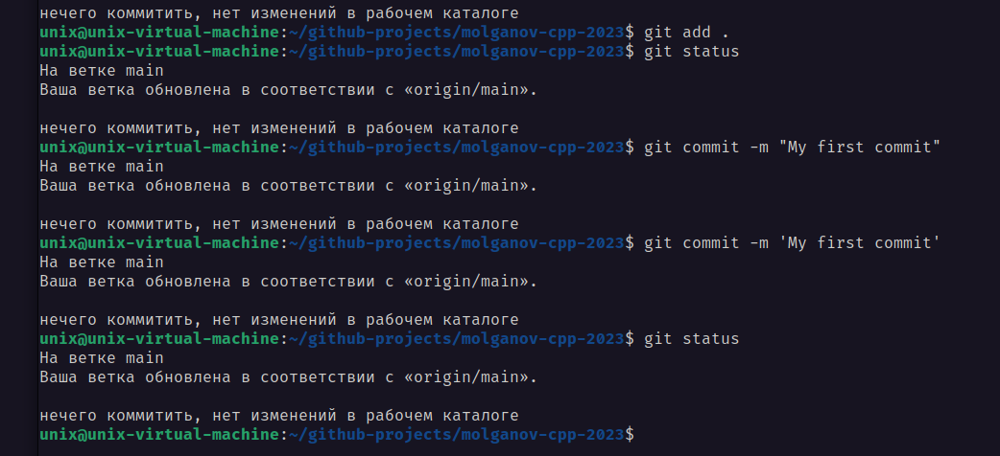 нечего коммитить, нет изменений в рабочем каталоге
unix@unix-virtual-machine:~/github-projects/molganov-cpp-2023$ git add .
unix@unix-virtual-machine:~/github-projects/molganov-cpp-2023$ git status
На ветке main
Ваша ветка обновлена в соответствии с «origin/main».

нечего коммитить, нет изменений в рабочем каталоге
unix@unix-virtual-machine:~/github-projects/molganov-cpp-2023$ git commit -m "My first commit"
На ветке main
Ваша ветка обновлена в соответствии с «origin/main».

нечего коммитить, нет изменений в рабочем каталоге
unix@unix-virtual-machine:~/github-projects/molganov-cpp-2023$ git commit -m 'My first commit'
На ветке main
Ваша ветка обновлена в соответствии с «origin/main».

нечего коммитить, нет изменений в рабочем каталоге
unix@unix-virtual-machine:~/github-projects/molganov-cpp-2023$ git status
На ветке main
Ваша ветка обновлена в соответствии с «origin/main».

нечего коммитить, нет изменений в рабочем каталоге
unix@unix-virtual-machine:~/github-projects/molganov-cpp-2023$